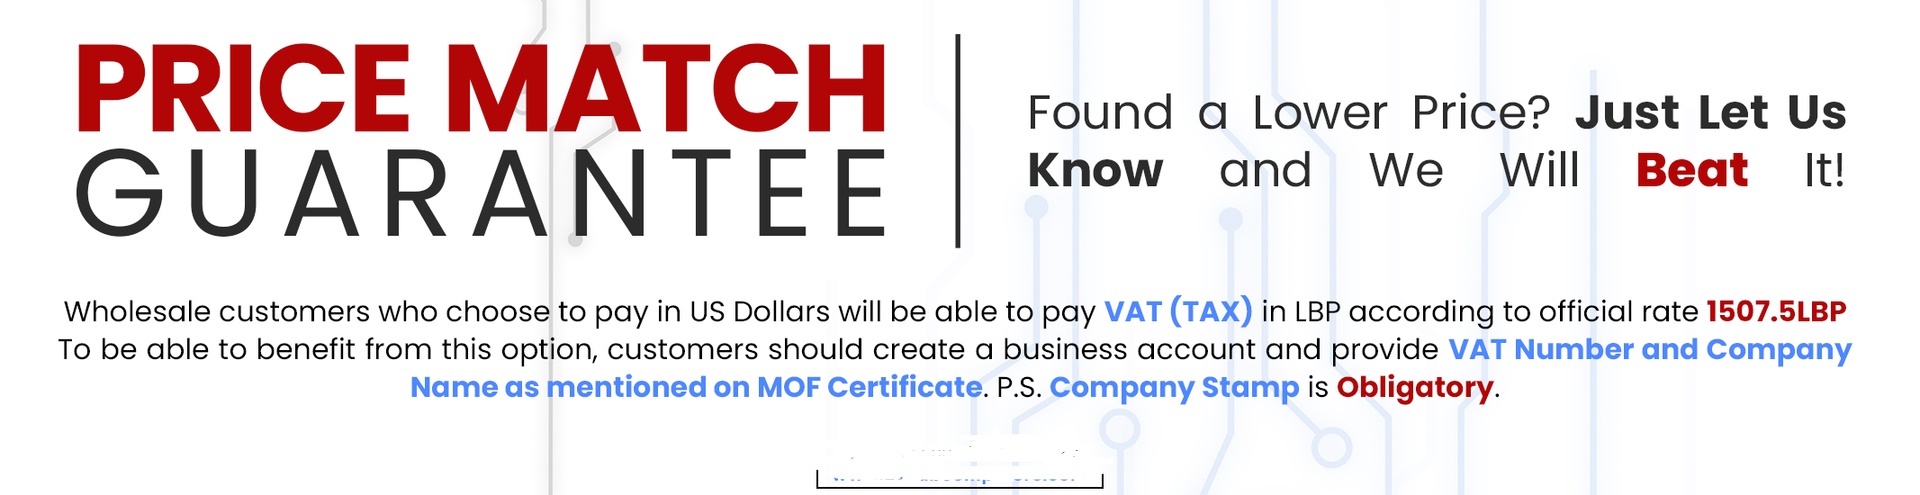 PRICE MATCH
GUARANTEE
Found a Lower Price? Just Let Us
Know and We Will Beat It!
Wholesale customers who choose to pay in US Dollars will be able to pay VAT (TAX) in LBP according to official rate 1507.5LBP
To be able to benefit from this option, customers should create a business account and provide VAT Number and Company
Name as mentioned on MOF Certificate. P.S. Company Stamp is Obligatory.